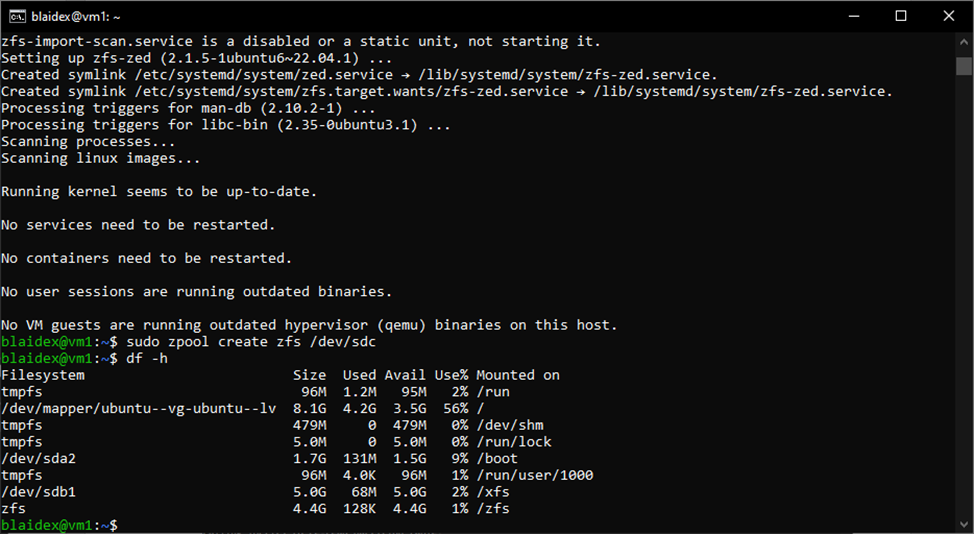 blaidex@vm1: ~
zfs-import-scan.service is a disabled or a static unit, not starting it.
Setting up zfs-zed (2.1.5-1ubuntu6~22.04.1) ...
Created symlink /etc/systemd/system/zed.service → /lib/systemd/system/zfs-zed.service.
Created symlink /etc/systemd/system/zfs.target.wants/zfs-zed.service → /lib/systemd/system/zfs-zed.service.
Processing triggers for man-db (2.10.2-1) ...
Processing triggers for libc-bin (2.35-0ubuntu3.1) ...
Scanning processes...
Scanning linux images...

Running kernel seems to be up-to-date.

No services need to be restarted.

No containers need to be restarted.

No user sessions are running outdated binaries.

No VM guests are running outdated hypervisor (qemu) binaries on this host.
blaidex@vm1:~$ sudo zpool create zfs /dev/sdc
blaidex@vm1:~$ df -h
Filesystem                         Size  Used Avail Use% Mounted on
tmpfs                               96M  1.2M   95M   2% /run
/dev/mapper/ubuntu--vg-ubuntu--lv  8.1G  4.2G  3.5G  56% /
tmpfs                              479M     0  479M   0% /dev/shm
tmpfs                              5.0M     0  5.0M   0% /run/lock
/dev/sda2                          1.7G  131M  1.5G   9% /boot
tmpfs                               96M  4.0K   96M   1% /run/user/1000
/dev/sdb1                          5.0G   68M  5.0G   2% /xfs
zfs                                4.4G  128K  4.4G   1% /zfs
blaidex@vm1:~$